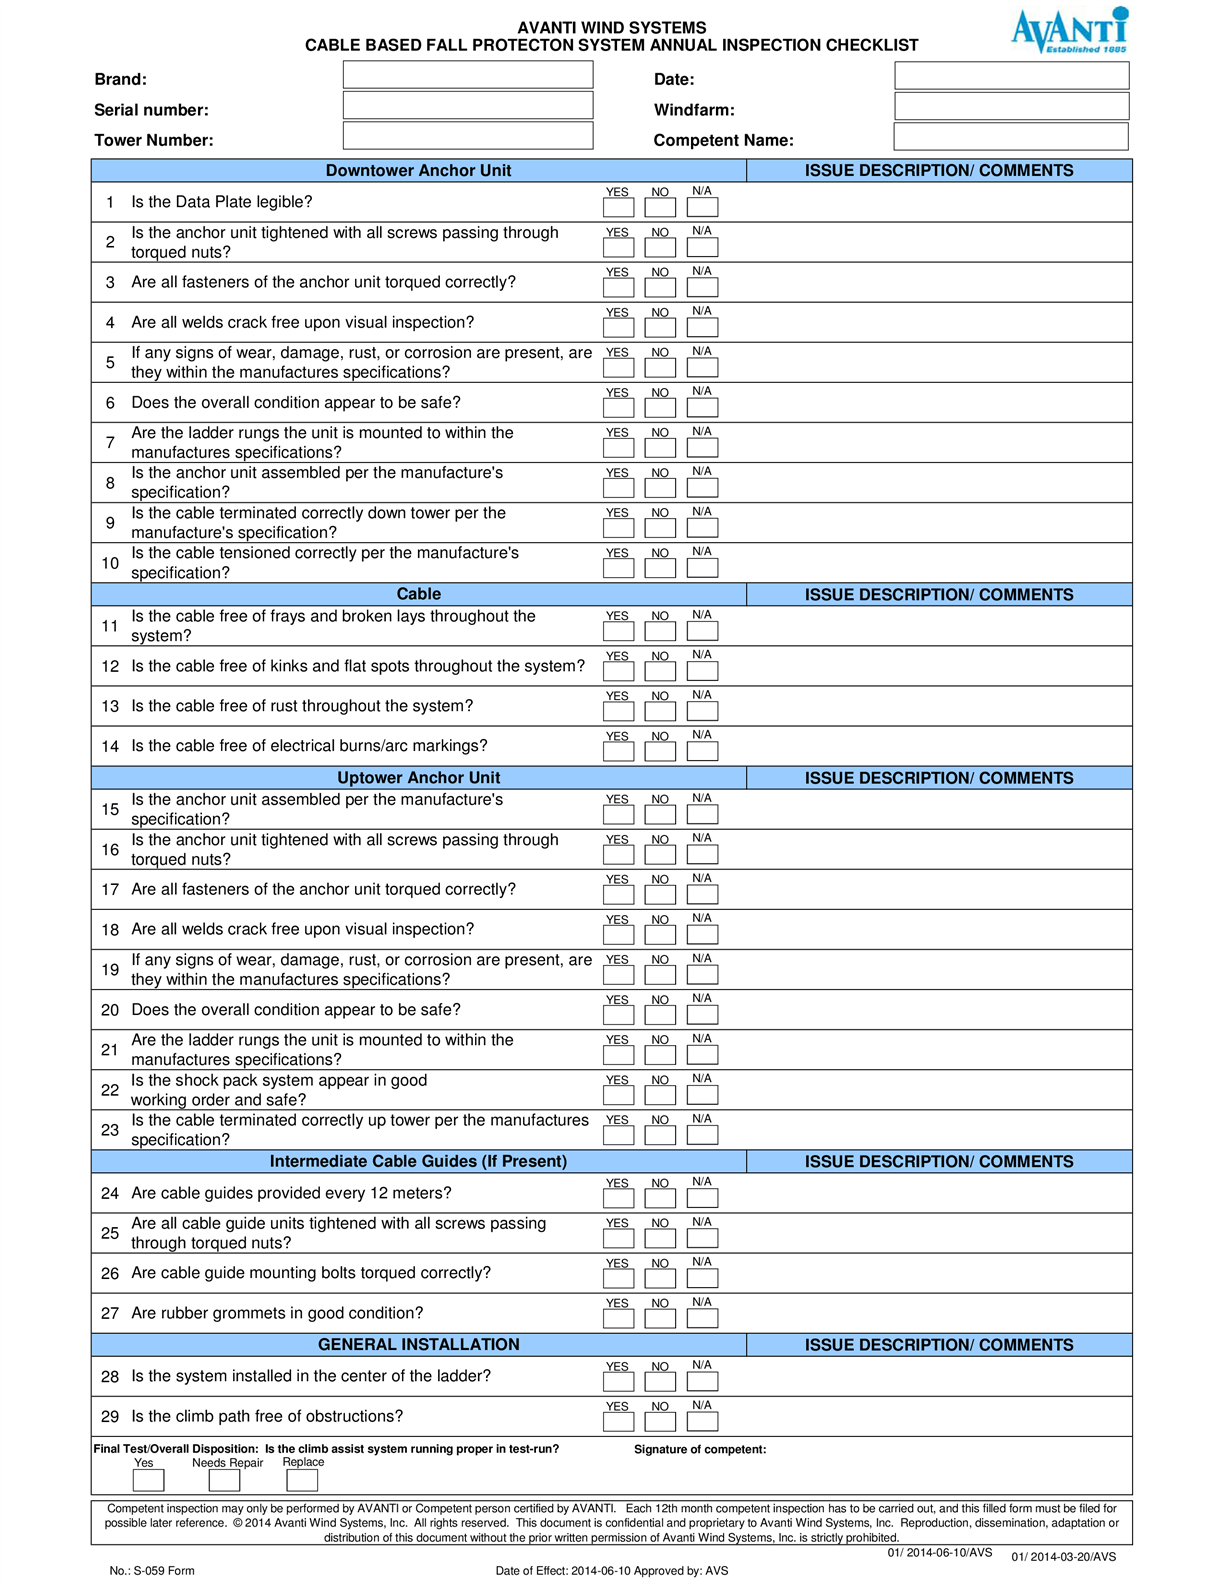 AVANTI WIND SYSTEMS
CABLE BASED FALL PROTECTON SYSTEM ANNUAL INSPECTION CHECKLIST
AVANTI
Established 1885
Brand:
Date:
Serial number:
Windfarm:
Tower Number:
Competent Name:
Downtower Anchor Unit ISSUE DESCRIPTION/ COMMENTS
1 Is the Data Plate legible? YES NO N/A
2 Is the anchor unit tightened with all screws passing through
torqued nuts? YES NO N/A
3 Are all fasteners of the anchor unit torqued correctly? YES NO N/A
4 Are all welds crack free upon visual inspection? YES NO N/A
5 If any signs of wear, damage, rust, or corrosion are present, are
they within the manufactures specifications? YES NO N/A
6 Does the overall condition appear to be safe? YES NO N/A
7 Are the ladder rungs the unit is mounted to within the
manufactures specifications? YES NO N/A
8 Is the anchor unit assembled per the manufacture's
specification? YES NO N/A
9 Is the cable terminated correctly down tower per the
manufacture's specification? YES NO N/A
10 Is the cable tensioned correctly per the manufacture's
specification? YES NO N/A
Cable ISSUE DESCRIPTION/ COMMENTS
11 Is the cable free of frays and broken lays throughout the
system? YES NO N/A
12 Is the cable free of kinks and flat spots throughout the system? YES NO N/A
13 Is the cable free of rust throughout the system? YES NO N/A
14 Is the cable free of electrical burns/arc markings? YES NO N/A
Uptower Anchor Unit ISSUE DESCRIPTION/ COMMENTS
15 Is the anchor unit assembled per the manufacture's
specification? YES NO N/A
16 Is the anchor unit tightened with all screws passing through
torqued nuts? YES NO N/A
17 Are all fasteners of the anchor unit torqued correctly? YES NO N/A
18 Are all welds crack free upon visual inspection? YES NO N/A
19 If any signs of wear, damage, rust, or corrosion are present, are
they within the manufactures specifications? YES NO N/A
20 Does the overall condition appear to be safe? YES NO N/A
21 Are the ladder rungs the unit is mounted to within the
manufactures specifications? YES NO N/A
22 Is the shock pack system appear in good
working order and safe? YES NO N/A
23 Is the cable terminated correctly up tower per the manufactures
specification? YES NO N/A
Intermediate Cable Guides (If Present) ISSUE DESCRIPTION/ COMMENTS
24 Are cable guides provided every 12 meters? YES NO N/A
25 Are all cable guide units tightened with all screws passing
through torqued nuts? YES NO N/A
26 Are cable guide mounting bolts torqued correctly? YES NO N/A
27 Are rubber grommets in good condition? YES NO N/A
GENERAL INSTALLATION ISSUE DESCRIPTION/ COMMENTS
28 Is the system installed in the center of the ladder? YES NO N/A
29 Is the climb path free of obstructions? YES NO N/A
Final Test/Overall Disposition: Is the climb assist system running proper in test-run? Signature of competent:
Yes Needs Repair Replace
Competent inspection may only be performed by AVANTI or Competent person certified by AVANTI. Each 12th month competent inspection has to be carried out, and this filled form must be filed for
possible later reference. © 2014 Avanti Wind Systems, Inc. All rights reserved. This document is confidential and proprietary to Avanti Wind Systems, Inc. Reproduction, dissemination, adaptation or
distribution of this document without the prior written permission of Avanti Wind Systems, Inc. is strictly prohibited.
01/ 2014-06-10/AVS 01/ 2014-03-20/AVS
No.: S-059 Form Date of Effect: 2014-06-10 Approved by: AVS